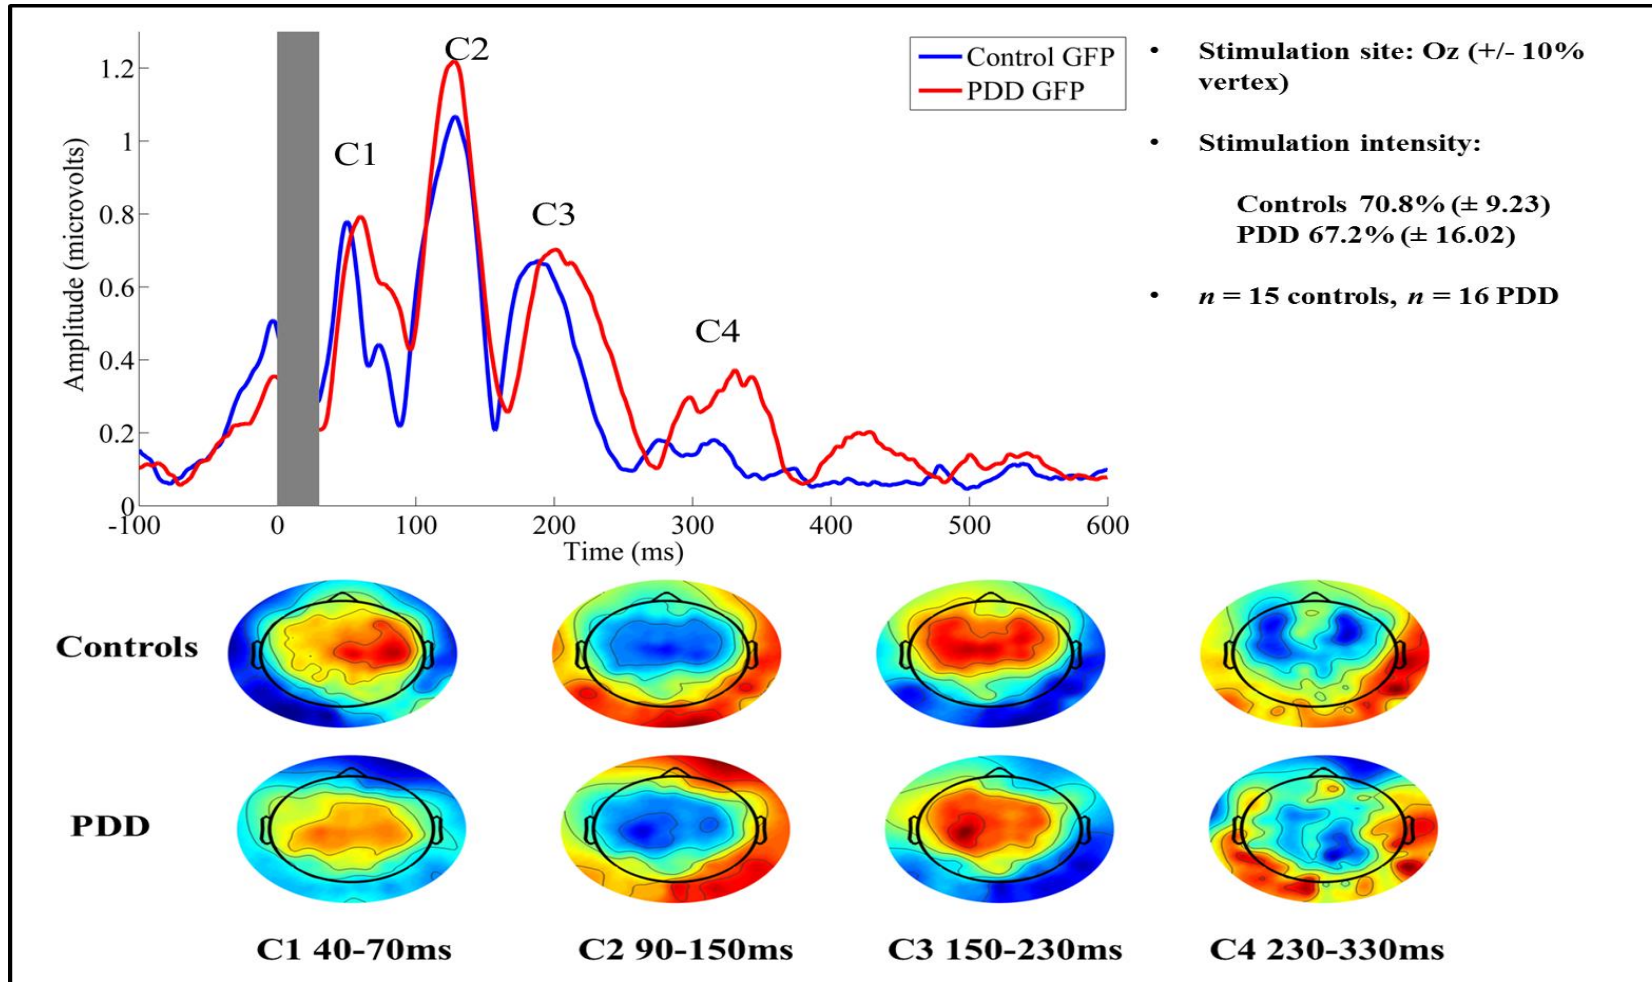 C2
C1
C3
C4
Amplitude (microvolts)
1.2
1
0.8
0.6
0.4
0.2
0
-100 0 100 200 300 400 500 600
Time (ms)
Control GFP
PDD GFP
• Stimulation site: Oz (+/- 10%
vertex)
• Stimulation intensity:
Controls 70.8% (± 9.23)
PDD 67.2% (± 16.02)
• n = 15 controls, n = 16 PDD
Controls
PDD
C1 40-70ms C2 90-150ms C3 150-230ms C4 230-330ms